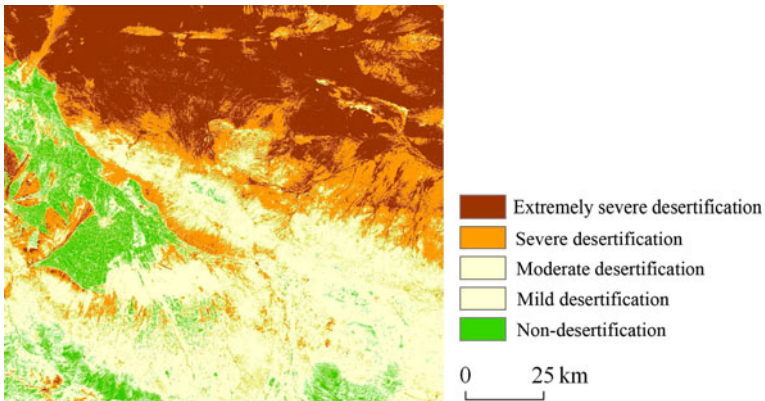 Extremely severe desertification
Severe desertification
Moderate desertification
Mild desertification
Non-desertification
0 25 km